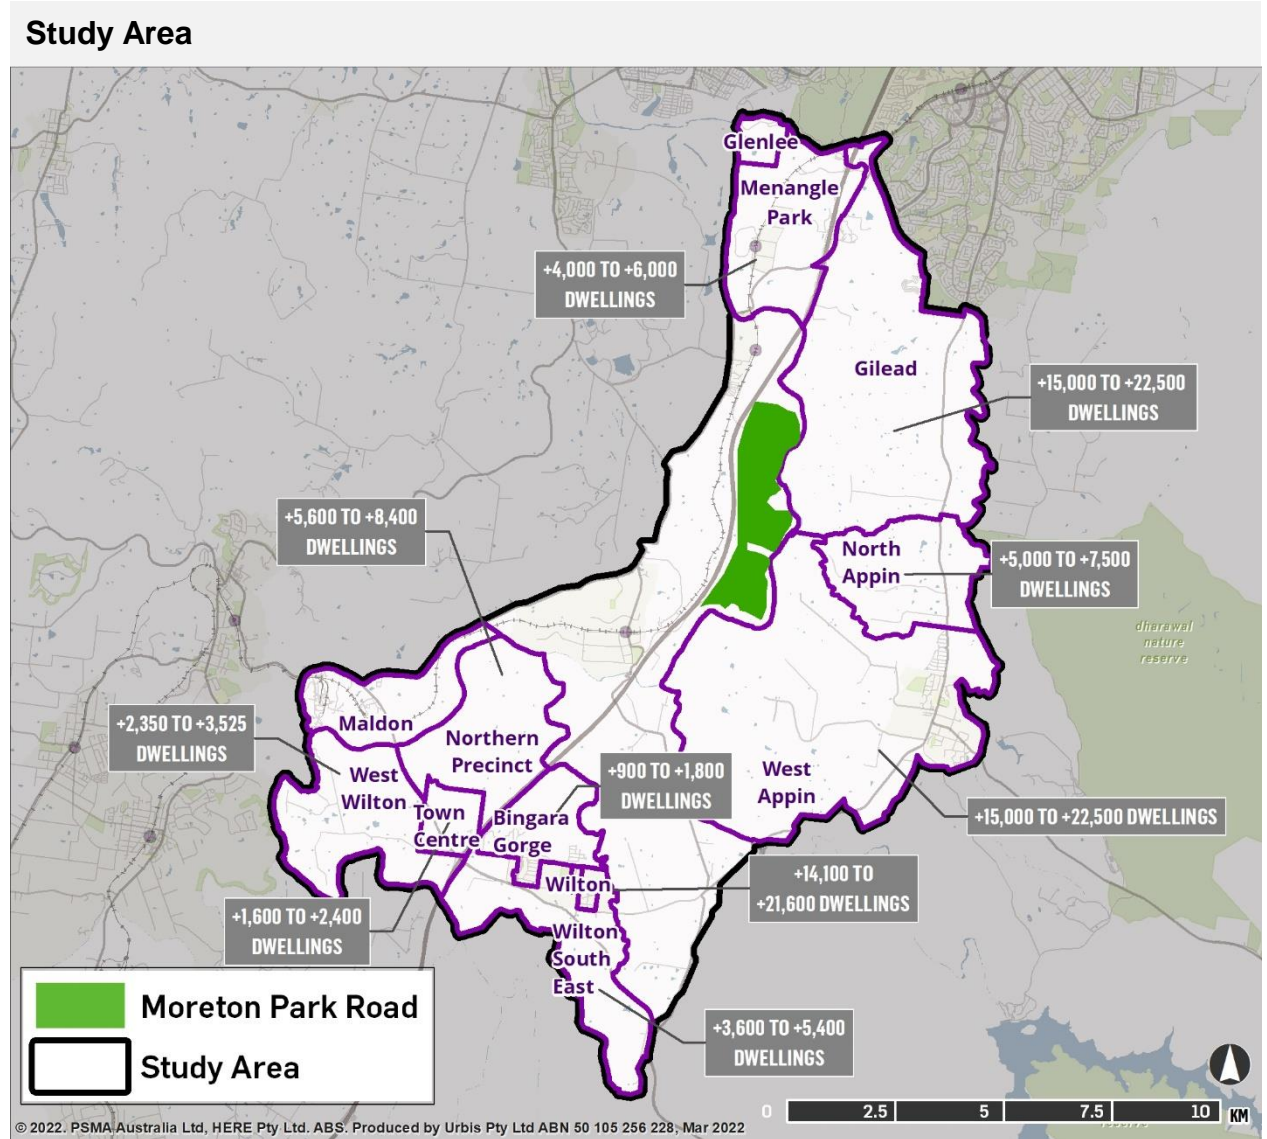 Study Area
Glenlee
Menangle
Park
+4,000 TO +6,000
DWELLINGS
Gilead
+15,000 TO +22,500
DWELLINGS
+5,600 TO +8,400
DWELLINGS
North
Appin
+5,000 TO +7,500
DWELLINGS
dharawal
nature
reserve
+2,350 TO +3,525
DWELLINGS
Maldon
Northern
Precinct
West
Wilton
+900 TO +1,800
DWELLINGS
West
Appin
Town
Centre
Bingara
Gorge
+15,000 TO +22,500 DWELLINGS
Wilton
+14,100 TO
+21,600 DWELLINGS
+1,600 TO +2,400
DWELLINGS
Wilton
South
East
+3,600 TO +5,400
DWELLINGS
Moreton Park Road
Study Area
0 2.5 5 7.5 10 KM
reserve
© 2022. PSMA Australia Ltd, HERE Pty Ltd. ABS. Produced by Urbis Pty Ltd ABN 50 105 256 228, Mar 2022